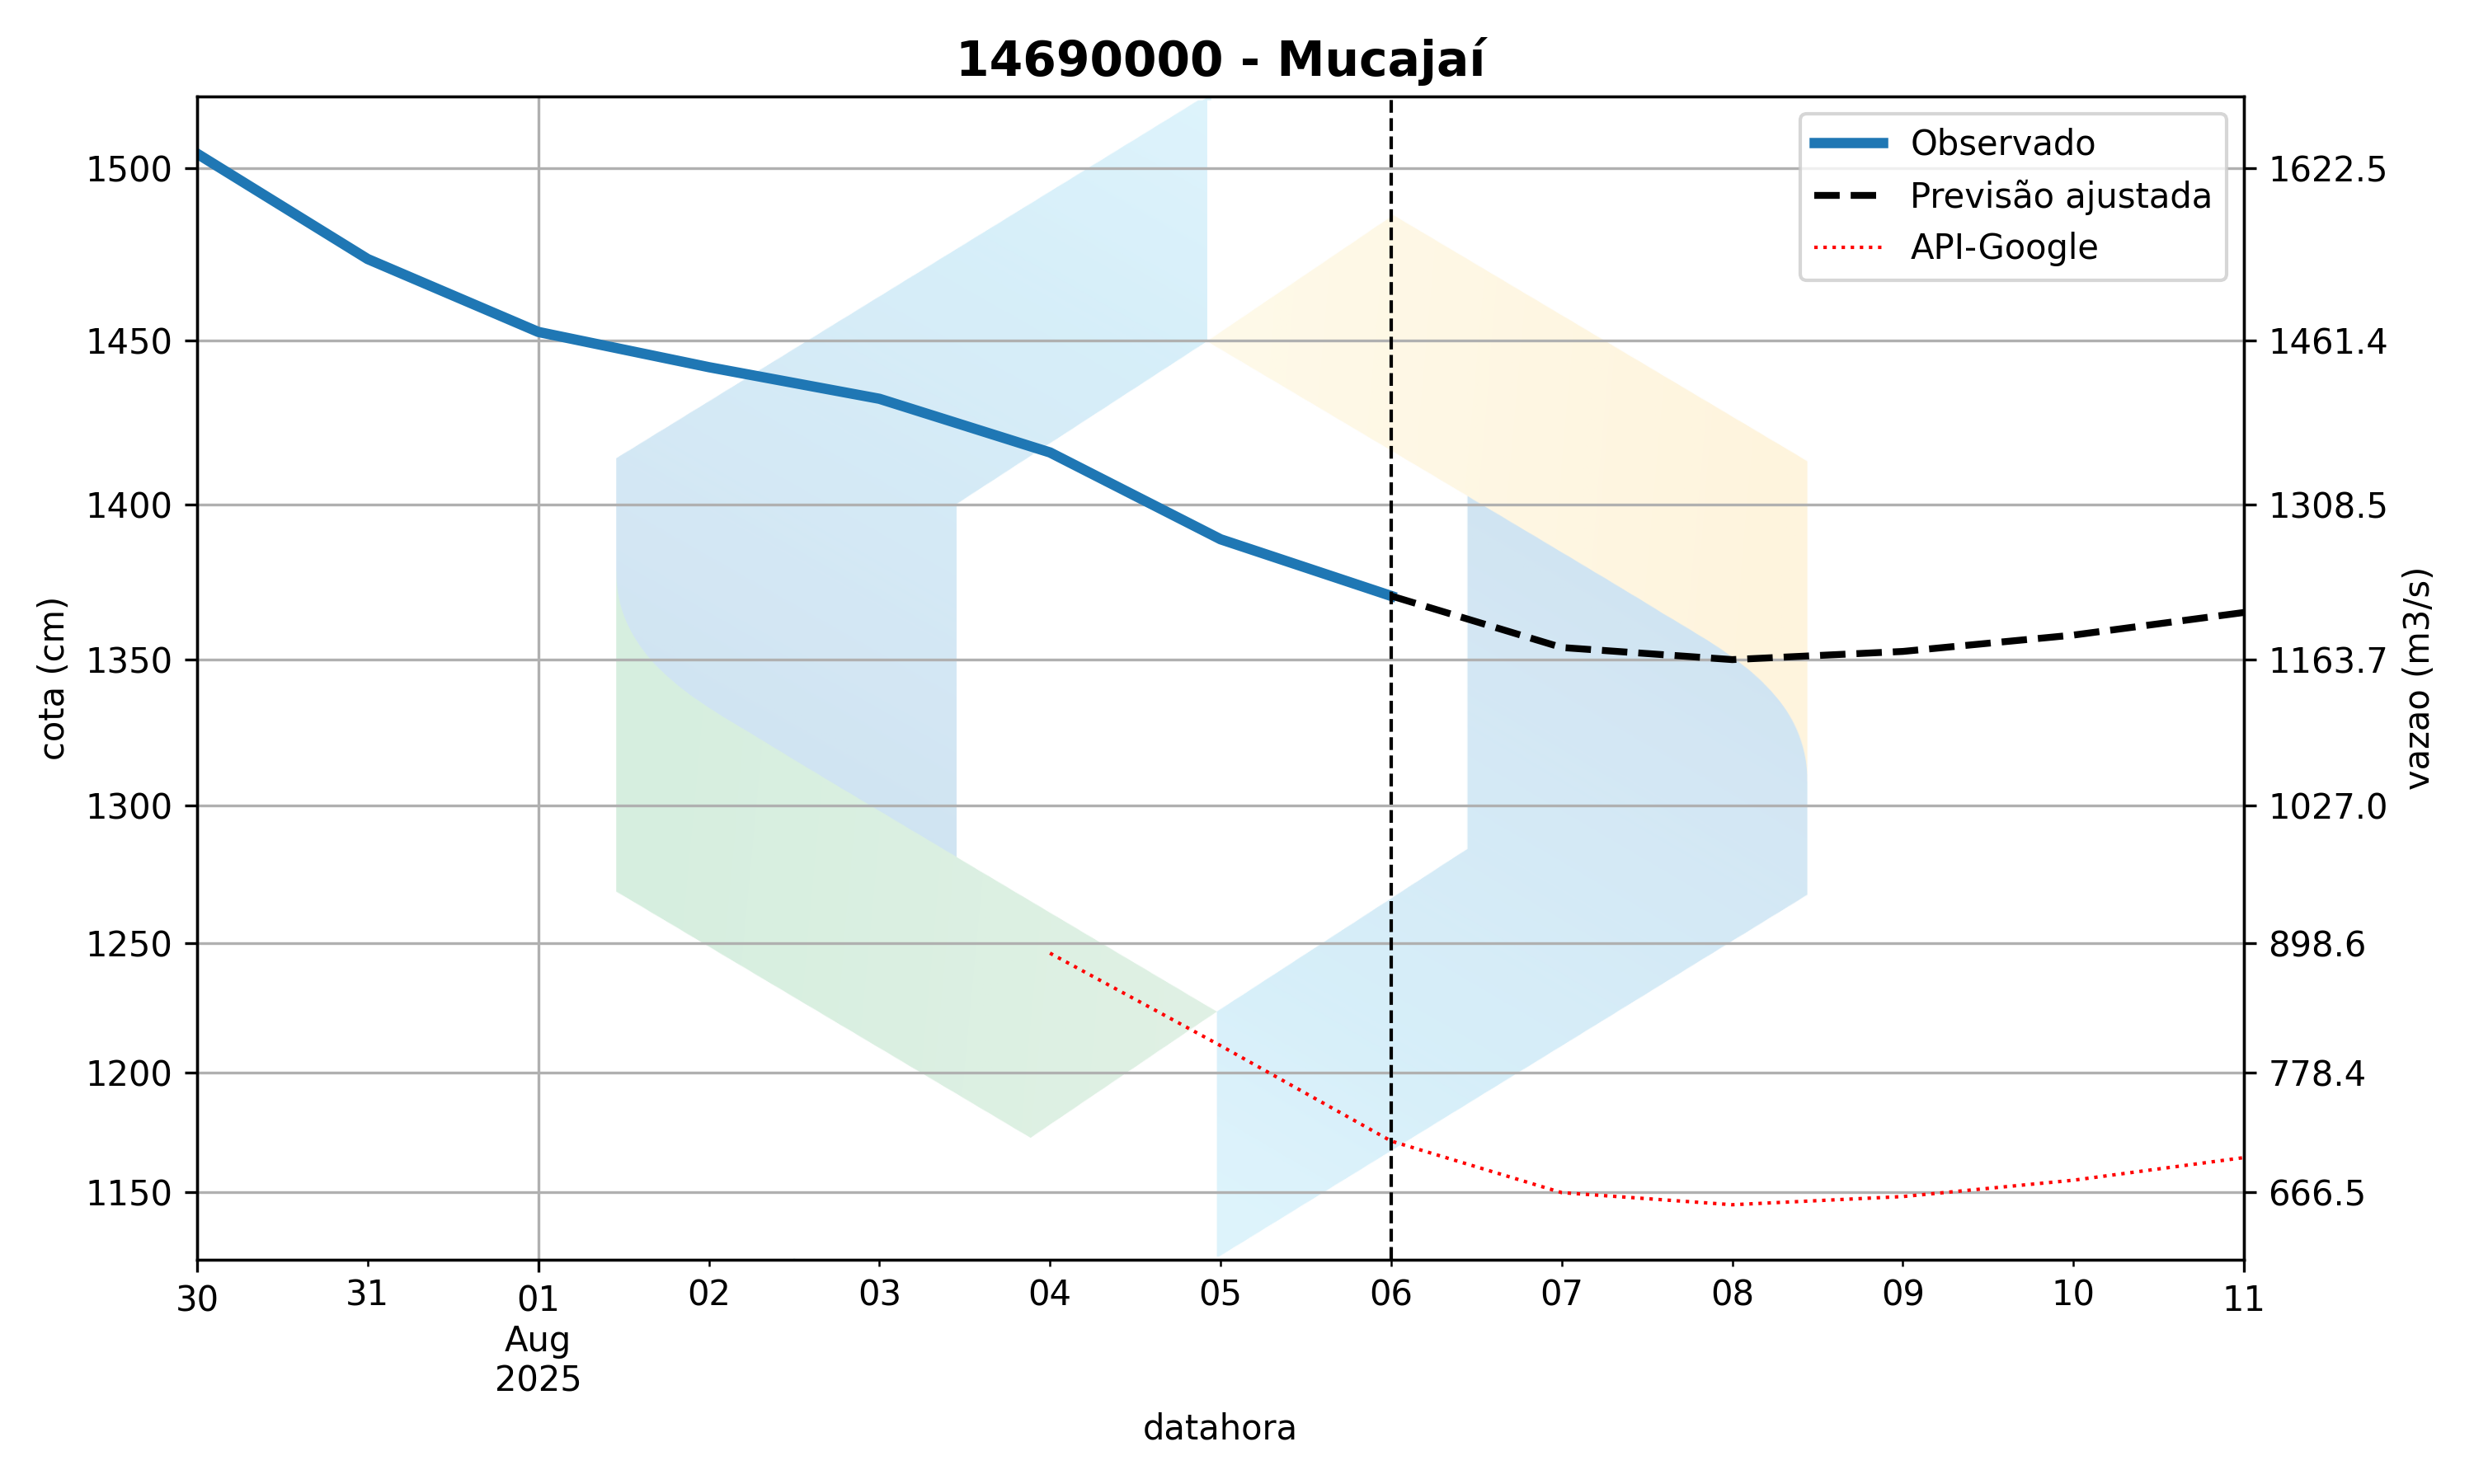 14690000 - Mucajaí
Observado
Previsão ajustada
API-Google
1500
1450
1400
1350
1300
1250
1200
1150
cota (cm)
1622.5
1461.4
1308.5
1163.7
1027.0
898.6
778.4
666.5
vazao (m3/s)
30 31 01 02 03 04 05 06 07 08 09 10 11
Aug
2025
datahora